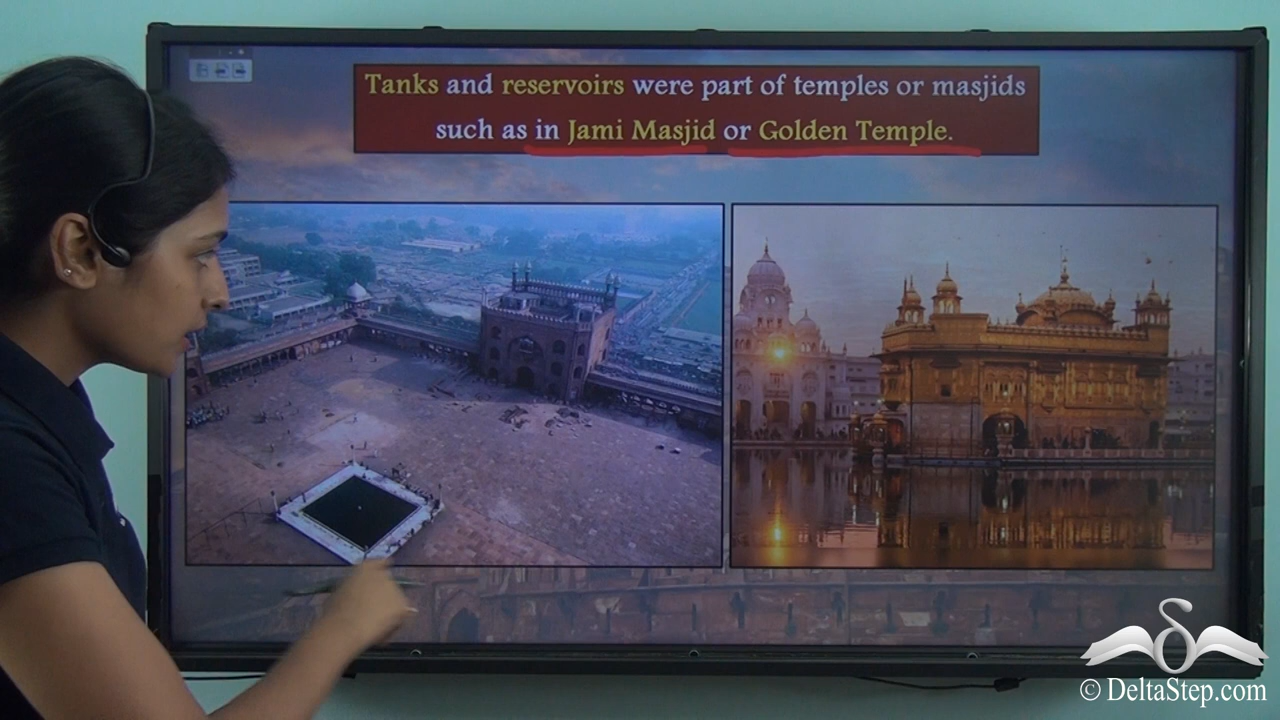 Tanks and reservoirs were part of temples or masjids
such as in Jami Masjid or Golden Temple.
© DeltaStep.com